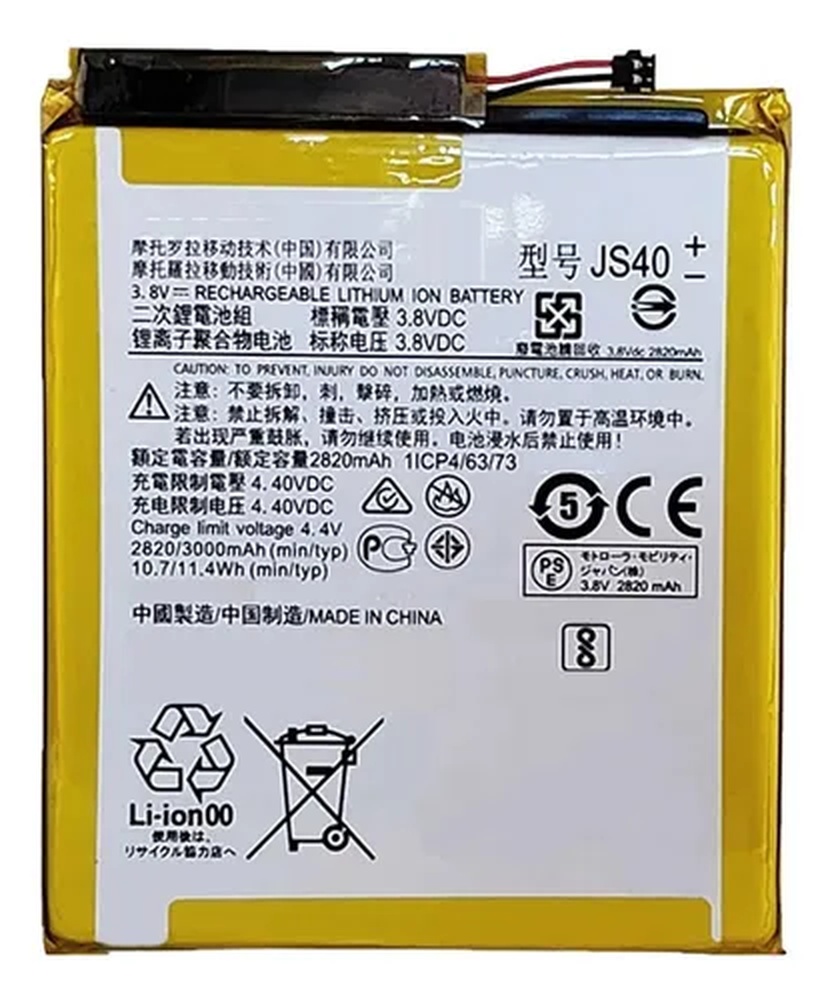 摩托罗拉移动技术(中国)有限公司
摩托羅拉移動技術(中國)有限公司
型号 JS40 + −
3.8V⎓ RECHARGEABLE LITHIUM ION BATTERY
二次鋰電池組 標稱電壓 3.8VDC
锂离子聚合物电池 标称电压 3.8VDC
廢電池請回收 3.8Vdc 2820mAh
CAUTION: TO PREVENT, INJURY DO NOT DISASSEMBLE, PUNCTURE, CRUSH, HEAT, OR BURN.
注意：不要拆卸，刺，擊碎，加熱或燃燒。
注意：禁止拆解、撞击、挤压或投入火中。请勿置于高温环境中。
若出现严重鼓胀，请勿继续使用。电池浸水后禁止使用！
額定電容量/额定容量2820mAh 1ICP4/63/73
充電限制電壓 4.40VDC
充电限制电压 4.40VDC
Charge limit voltage 4.4V
2820/3000mAh (min/typ)
10.7/11.4Wh (min/typ)
5 CE
PSE
モトローラ・モビリティ・
ジャパン(株)
3.8V 2820 mAh
中國製造/中国制造/MADE IN CHINA
Li-ion00
使用後は、
リサイクル協力店へ